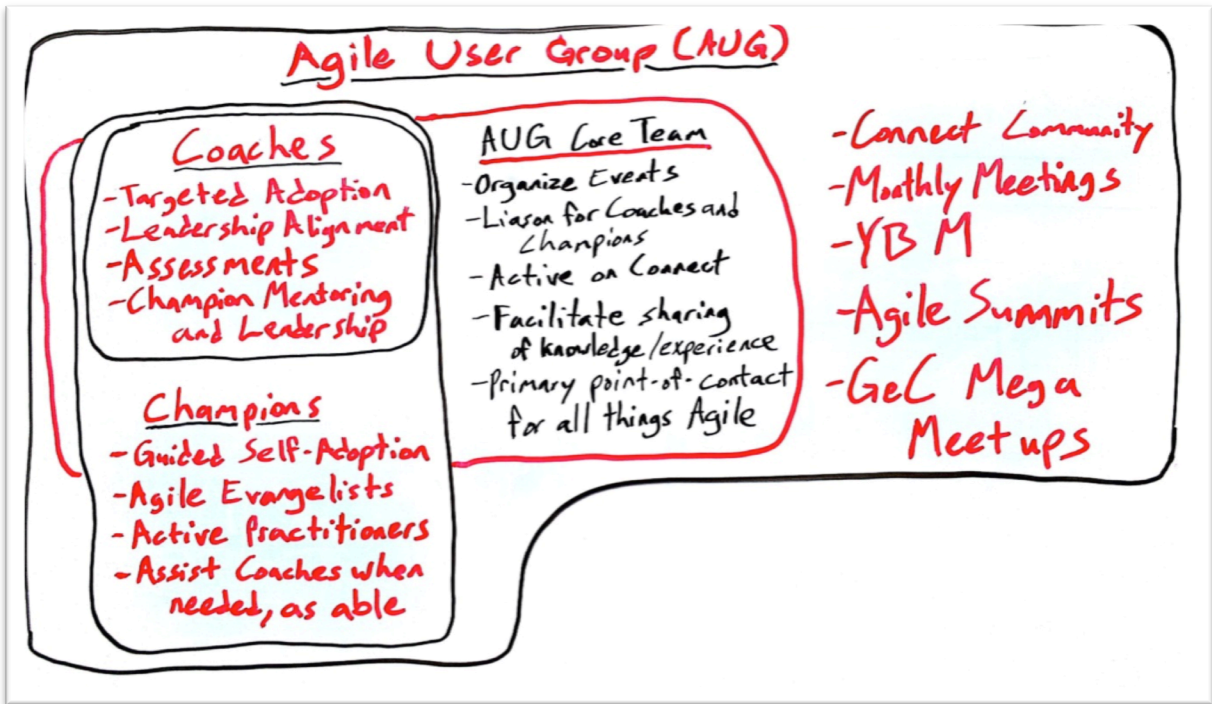 Agile User Group (AUG)
Coaches
-Targeted Adoption
-Leadership Alignment
-Assessments
-Champion Mentoring
and Leadership
Champions
-Guided Self-Adoption
-Agile Evangelists
-Active Practitioners
-Assist Coaches when
needed, as able
AUG Core Team
-Organize Events
-Liason for Coaches and
Champions
-Active on Connect
-Facilitate sharing
of knowledge/experience
-Primary point-of-contact
for all things Agile
-Connect Community
-Monthly Meetings
-YBM
-Agile Summits
-GeC Mega
Meetups